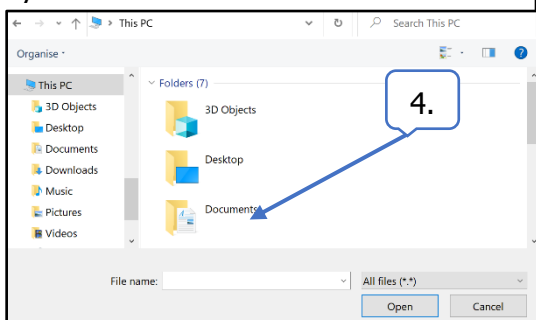 This PC
Search This PC
Organise
This PC
3D Objects
Desktop
Documents
Downloads
Music
Pictures
Videos
Folders (7)
3D Objects
Desktop
Documents
4.
File name:
All files (*.*)
Open
Cancel